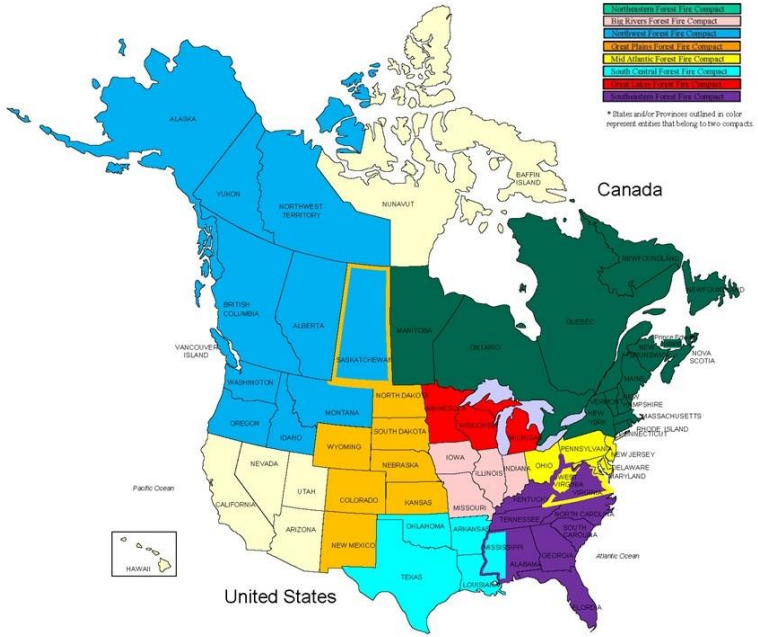 Northeastern Forest Fire Compact
Big Rivers Forest Fire Compact
Northwest Forest Fire Compact
Great Plains Forest Fire Compact
Mid Atlantic Forest Fire Compact
South Central Forest Fire Compact
Great Lakes Forest Fire Compact
Southeastern Forest Fire Compact
* States and/or Provinces outlined in color
represent entities that belong to two compacts.
Canada
ALASKA
YUKON
NORTHWEST
TERRITORY
NUNAVUT
BAFFIN
ISLAND
BRITISH
COLUMBIA
ALBERTA
SASKATCHEWAN
MANITOBA
ONTARIO
QUEBEC
NEWFOUNDLAND
NEWFOUNDLAND
Prince Edward
NEW
BRUNSWICK
NOVA
SCOTIA
VANCOUVER
ISLAND
WASHINGTON
OREGON
IDAHO
MONTANA
NORTH DAKOTA
SOUTH DAKOTA
MINNESOTA
WISCONSIN
MICHIGAN
MAINE
VERMONT
NEW
HAMPSHIRE
MASSACHUSETTS
RHODE ISLAND
CONNECTICUT
NEW
YORK
PENNSYLVANIA
NEW JERSEY
DELAWARE
MARYLAND
WYOMING
NEBRASKA
IOWA
ILLINOIS
INDIANA
OHIO
WEST
VIRGINIA
VIRGINIA
NEVADA
UTAH
COLORADO
KANSAS
MISSOURI
KENTUCKY
CALIFORNIA
ARIZONA
NEW MEXICO
OKLAHOMA
ARKANSAS
TENNESSEE
NORTH CAROLINA
SOUTH
CAROLINA
TEXAS
LOUISIANA
MISSISSIPPI
ALABAMA
GEORGIA
FLORDIA
Pacific Ocean
Atlantic Ocean
HAWAII
United States